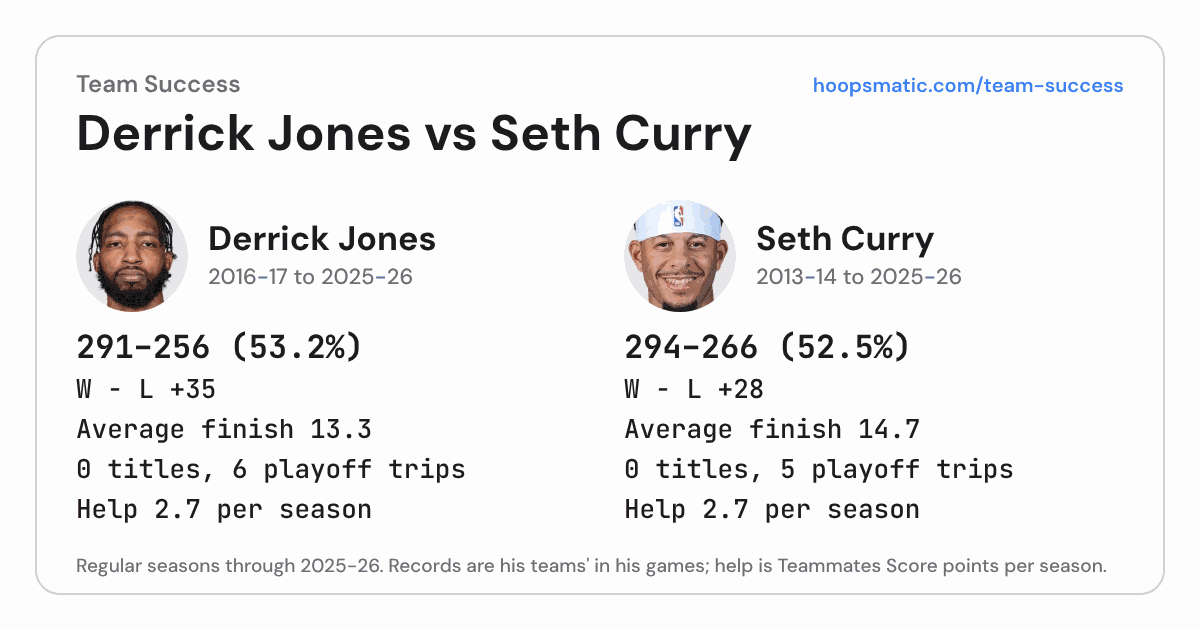 Team Success
hoopsmatic.com/team-success
Derrick Jones vs Seth Curry
Derrick Jones
2016-17 to 2025-26
291-256 (53.2%)
W - L +35
Average finish 13.3
0 titles, 6 playoff trips
Help 2.7 per season
Seth Curry
2013-14 to 2025-26
294-266 (52.5%)
W - L +28
Average finish 14.7
0 titles, 5 playoff trips
Help 2.7 per season
Regular seasons through 2025-26. Records are his teams' in his games; help is Teammates Score points per season.